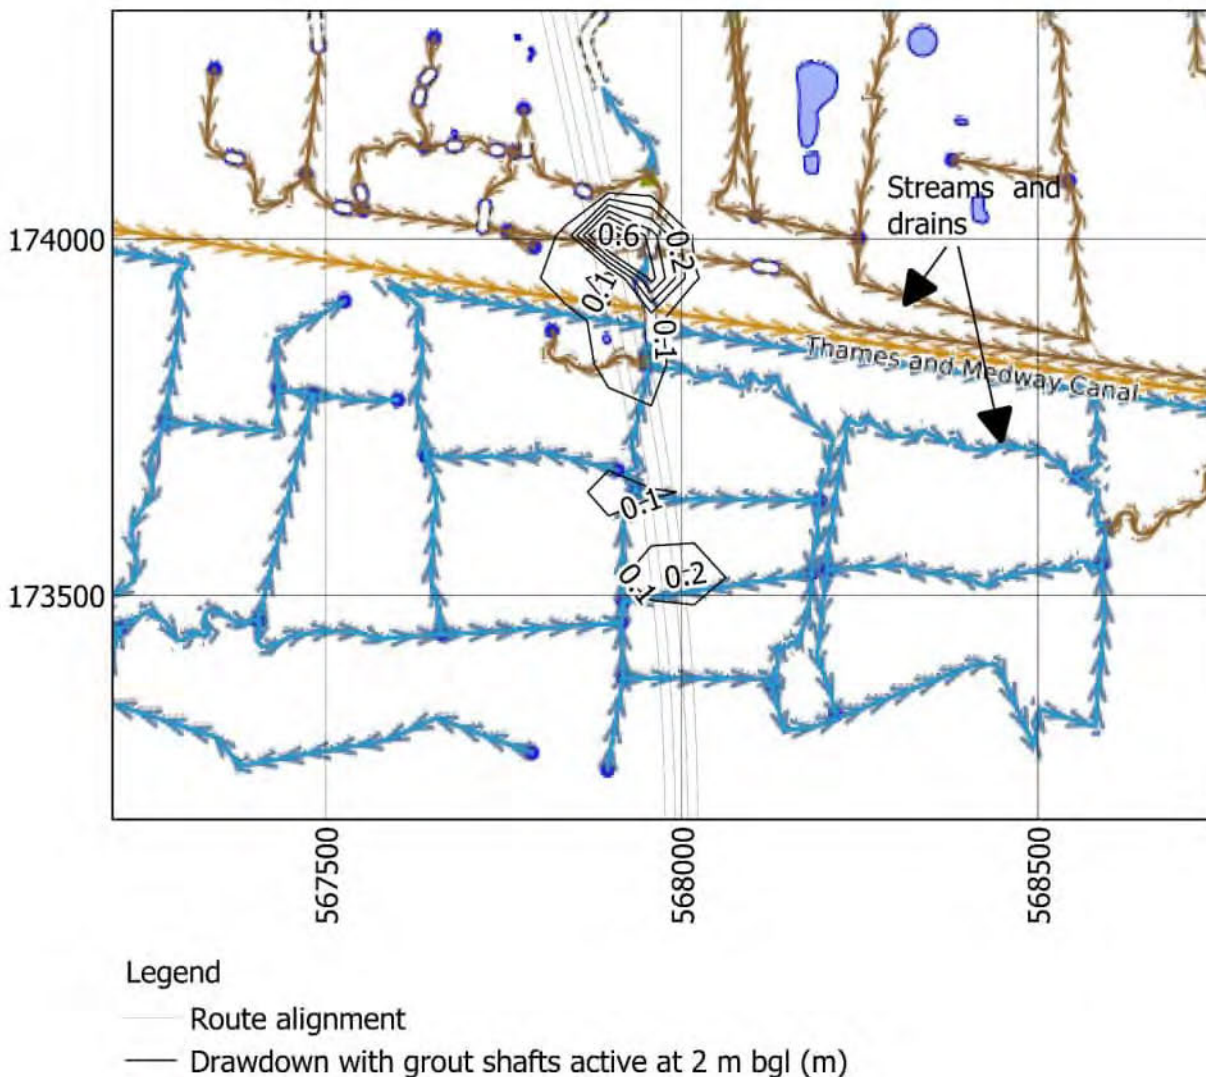 Streams and
drains
174000
0.6
0.2
0.1
0.1
Thames and Medway Canal
0.1
0.1
0.2
173500
567500
568000
568500
Legend
Route alignment
Drawdown with grout shafts active at 2 m bgl (m)